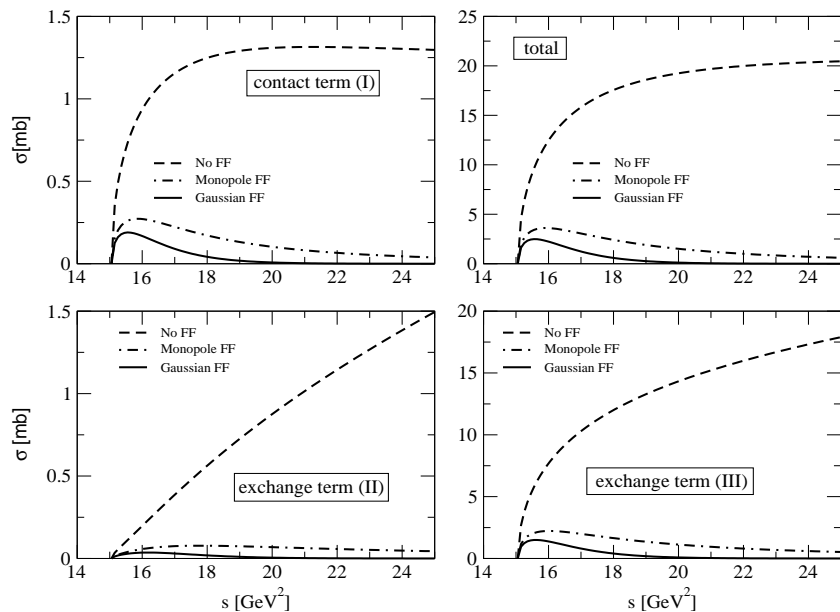 1.5
1
0.5
0
σ[mb]
contact term (I)
No FF
Monopole FF
Gaussian FF
14 16 18 20 22 24
25
20
15
10
5
2.5
0
total
No FF
Monopole FF
Gaussian FF
14 16 18 20 22 24
1.5
1
0.5
0
σ [mb]
No FF
Monopole FF
Gaussian FF
exchange term (II)
14 16 18 20 22 24
s [GeV²]
20
15
10
5
2.5
0
No FF
Monopole FF
Gaussian FF
exchange term (III)
14 16 18 20 22 24
s [GeV²]